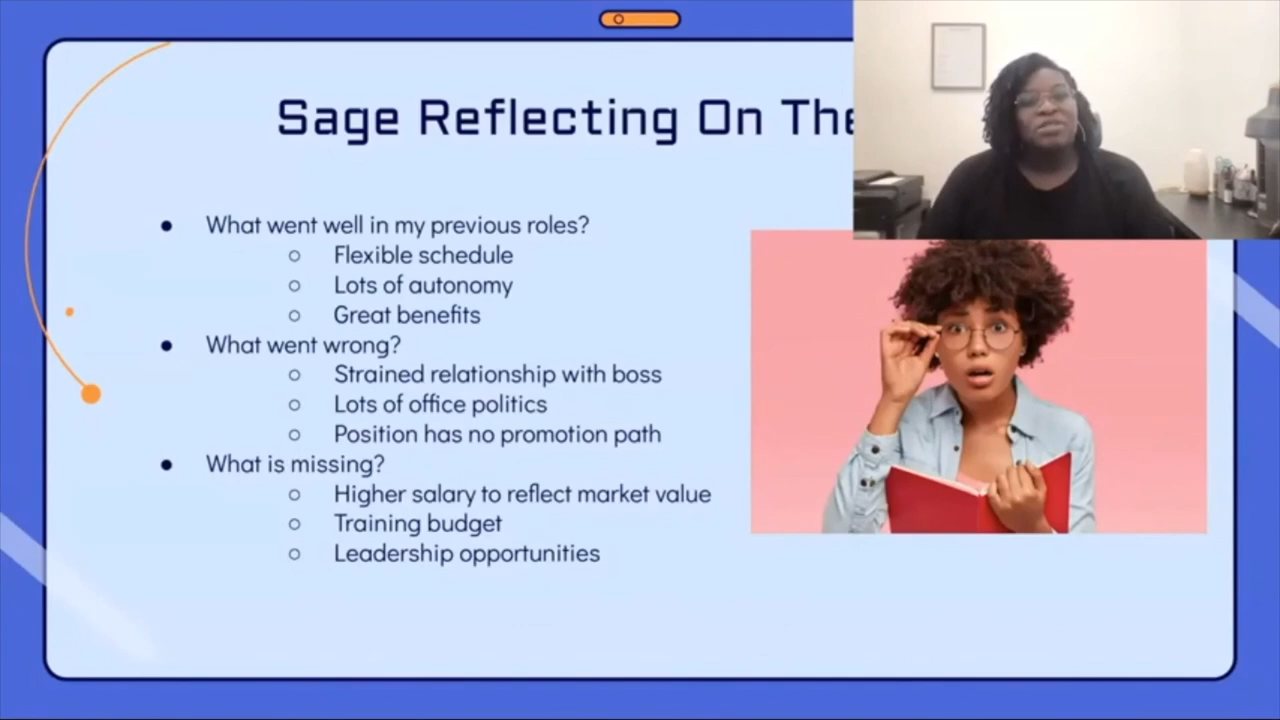 Sage Reflecting On The
● What went well in my previous roles?
○ Flexible schedule
○ Lots of autonomy
○ Great benefits
● What went wrong?
○ Strained relationship with boss
○ Lots of office politics
○ Position has no promotion path
● What is missing?
○ Higher salary to reflect market value
○ Training budget
○ Leadership opportunities